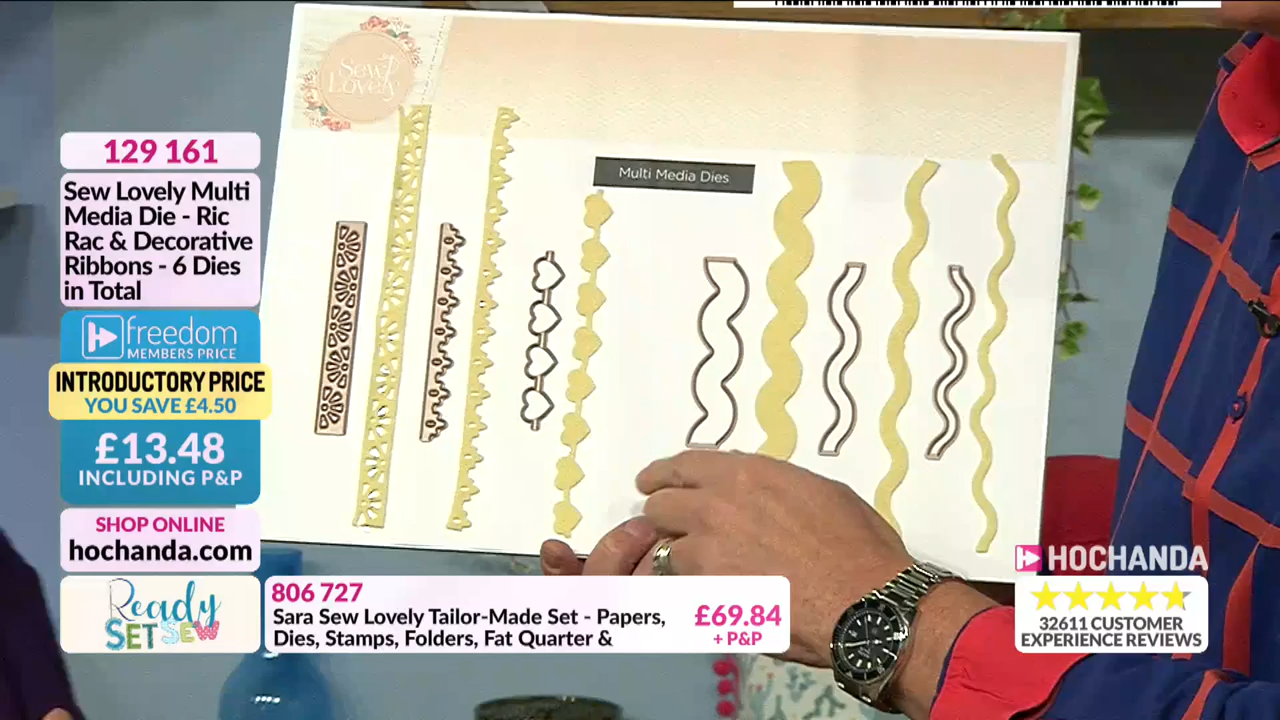 Sew
Lovely
Multi Media Dies
129 161
Sew Lovely Multi
Media Die - Ric
Rac & Decorative
Ribbons - 6 Dies
in Total
freedom
MEMBERS PRICE
INTRODUCTORY PRICE
YOU SAVE £4.50
£13.48
INCLUDING P&P
SHOP ONLINE
hochanda.com
Ready
SET SEW
806 727
Sara Sew Lovely Tailor-Made Set - Papers,
Dies, Stamps, Folders, Fat Quarter &
£69.84
+ P&P
HOCHANDA
32611 CUSTOMER
EXPERIENCE REVIEWS